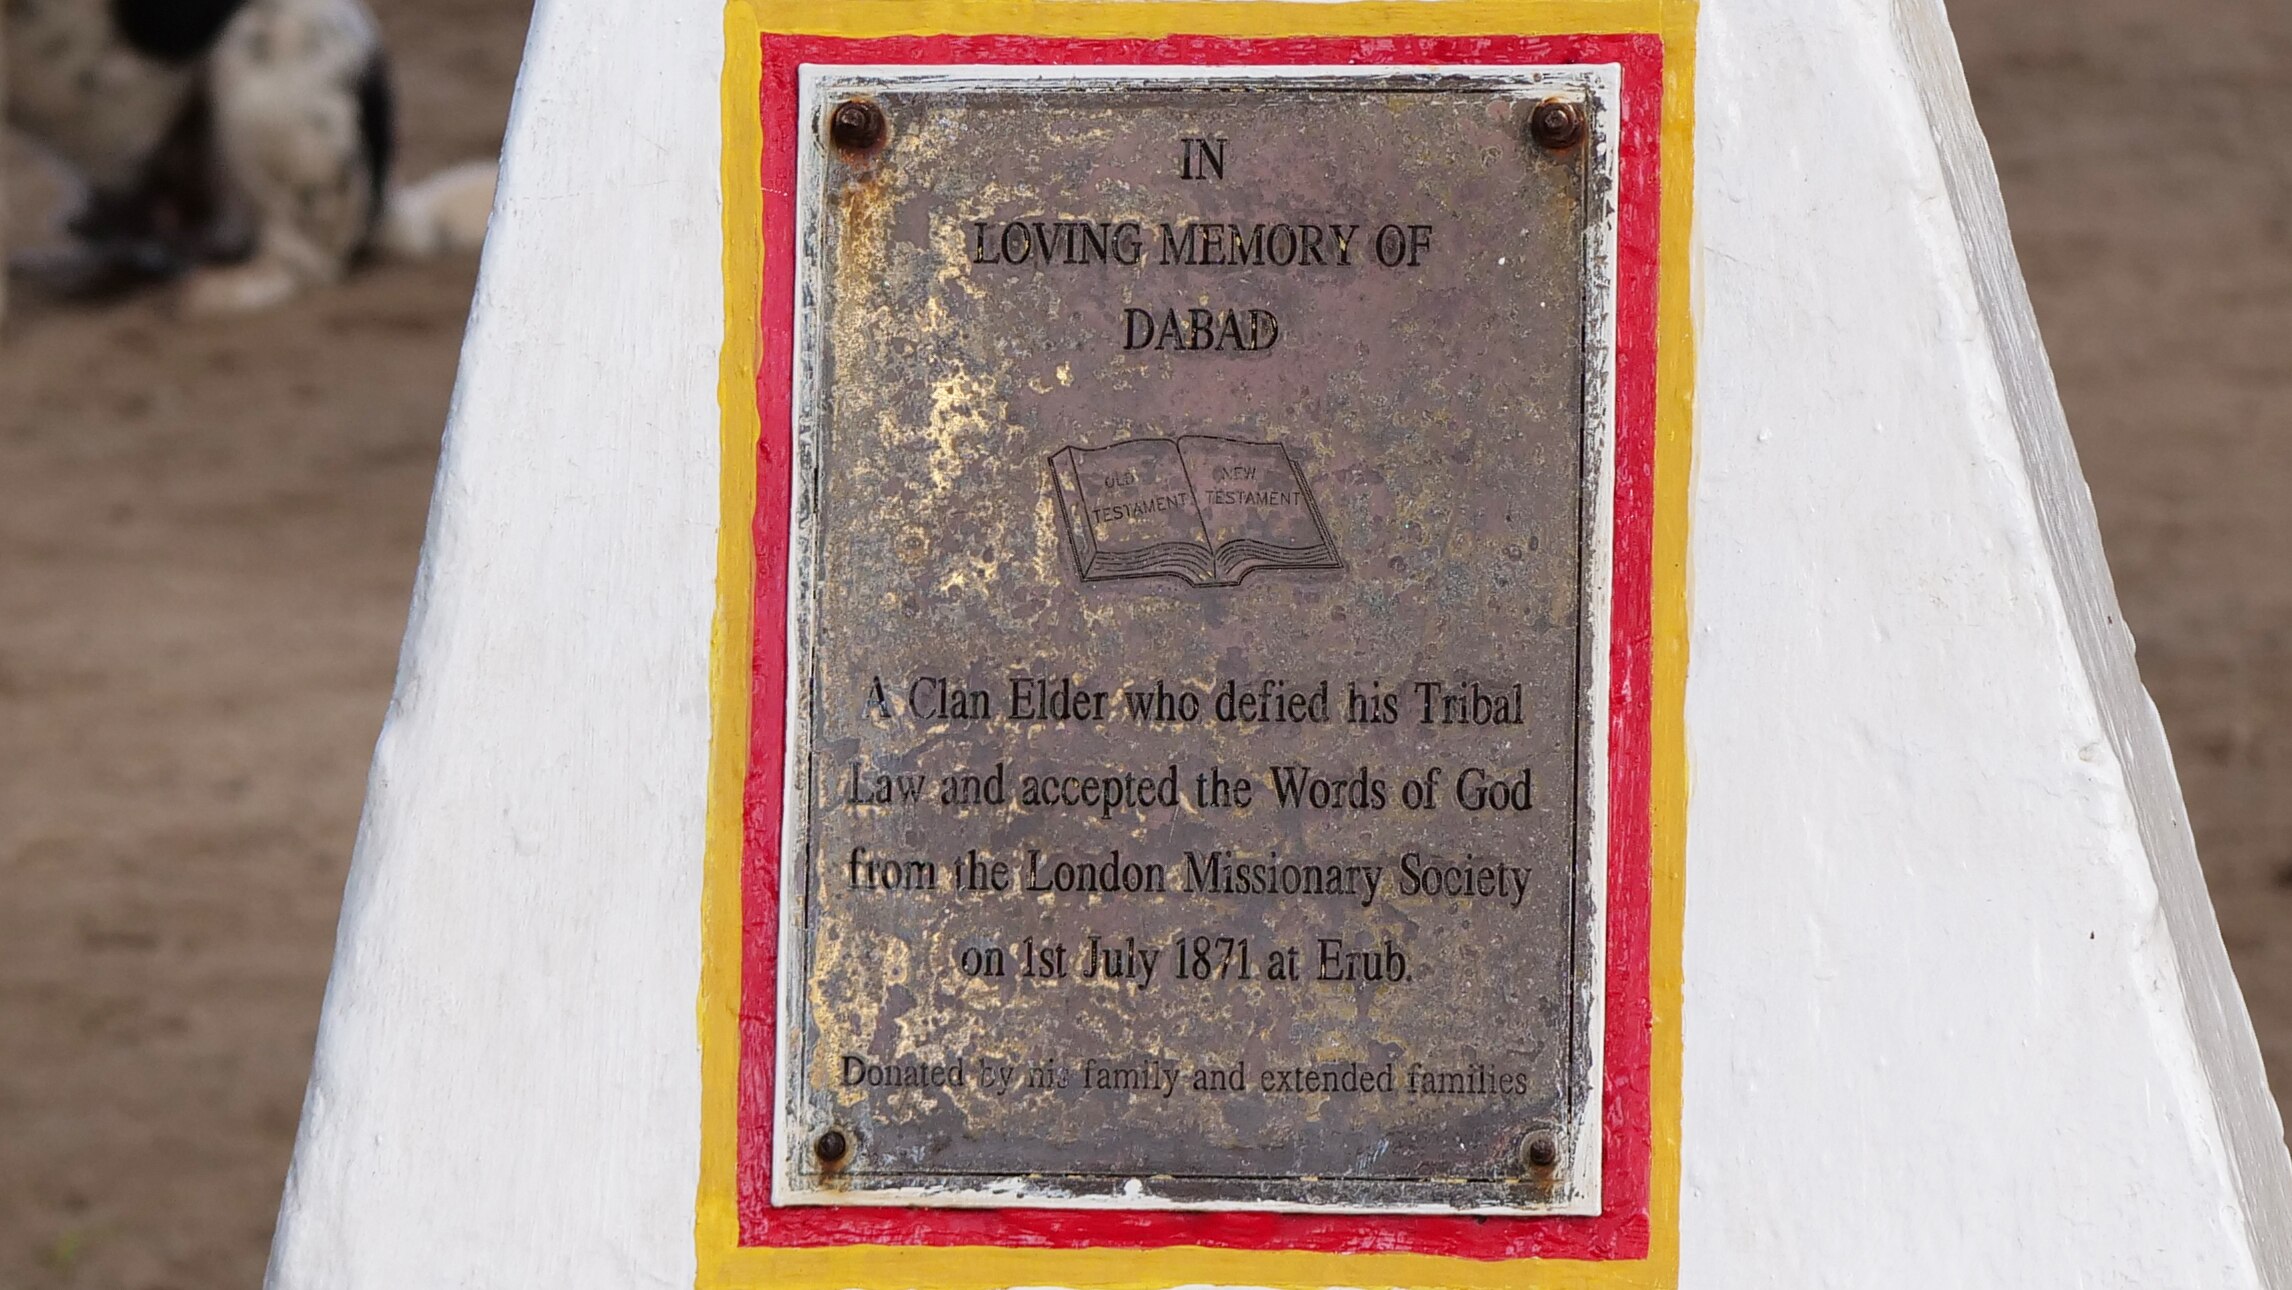 IN
LOVING MEMORY OF
DABAD
OLD
TESTAMENT
NEW
TESTAMENT
A Clan Elder who defied his Tribal
Law and accepted the Words of God
from the London Missionary Society
on 1st July 1871 at Erub.
Donated by his family and extended families